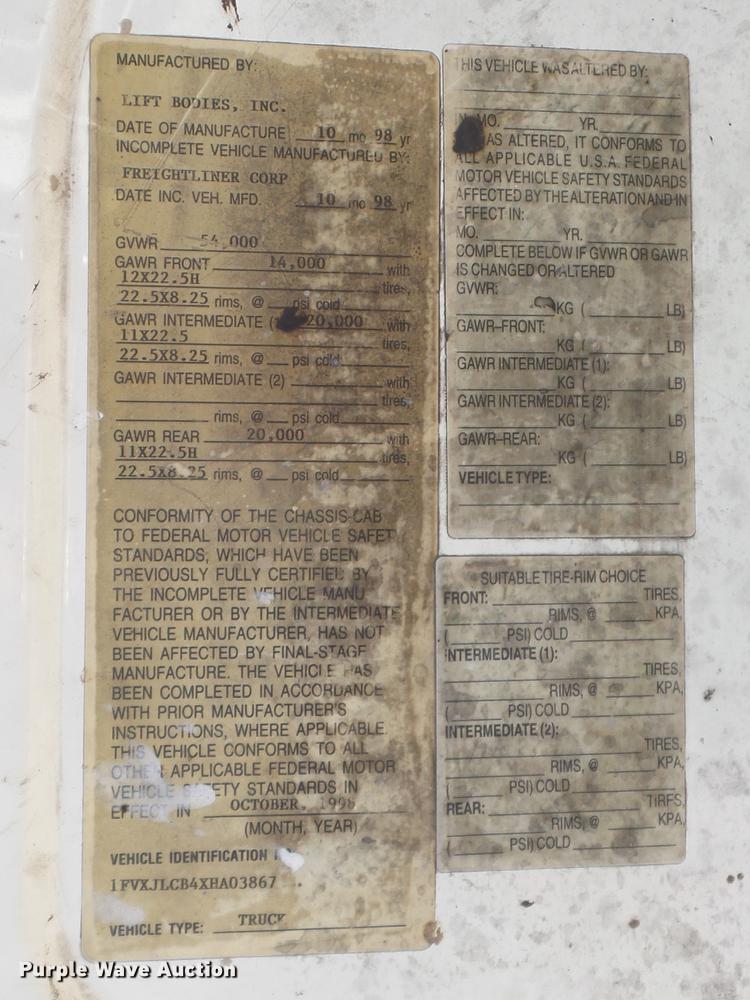 MANUFACTURED BY:
LIFT BODIES, INC.
DATE OF MANUFACTURE 10 mo 98 yr
INCOMPLETE VEHICLE MANUFACTURED BY:
FREIGHTLINER CORP
DATE INC. VEH. MFD. 10 mo 98 yr
GVWR 54,000
GAWR FRONT 14,000 with
12X22.5H tires,
22.5X8.25 rims, @ psi cold
GAWR INTERMEDIATE ( 20,000 with
11X22.5 tires,
22.5X8.25 rims, @ psi cold
GAWR INTERMEDIATE (2) with
tires,
rims, @ psi cold
GAWR REAR 20,000 with
11X22.5H tires,
22.5X8.25 rims, @ psi cold
CONFORMITY OF THE CHASSIS-CAB
TO FEDERAL MOTOR VEHICLE SAFET
STANDARDS, WHICH HAVE BEEN
PREVIOUSLY FULLY CERTIFIED BY
THE INCOMPLETE VEHICLE MANU
FACTURER OR BY THE INTERMEDIATE
VEHICLE MANUFACTURER, HAS NOT
BEEN AFFECTED BY FINAL-STAGE
MANUFACTURE. THE VEHICLE HAS
BEEN COMPLETED IN ACCORDANCE
WITH PRIOR MANUFACTURER'S
INSTRUCTIONS, WHERE APPLICABLE.
THIS VEHICLE CONFORMS TO ALL
OTHER APPLICABLE FEDERAL MOTOR
VEHICLE SAFETY STANDARDS IN
EFFECT IN OCTOBER, 1998
(MONTH, YEAR)
VEHICLE IDENTIFICATION
1FVXJLCB4XHA03867
VEHICLE TYPE: TRUCK
THIS VEHICLE WAS ALTERED BY:
IN MO. YR.
AS ALTERED, IT CONFORMS TO
ALL APPLICABLE U.S.A. FEDERAL
MOTOR VEHICLE SAFETY STANDARDS
AFFECTED BY THE ALTERATION AND IN
EFFECT IN:
MO. YR.
COMPLETE BELOW IF GVWR OR GAWR
IS CHANGED OR ALTERED
GVWR:
KG ( LB)
GAWR-FRONT:
KG ( LB)
GAWR INTERMEDIATE (1):
KG ( LB)
GAWR INTERMEDIATE (2):
KG ( LB)
GAWR-REAR:
KG ( LB)
VEHICLE TYPE:
SUITABLE TIRE-RIM CHOICE
FRONT: TIRES,
RIMS, @ KPA,
( PSI) COLD
INTERMEDIATE (1):
TIRES,
RIMS, @ KPA,
( PSI) COLD
INTERMEDIATE (2):
TIRES,
RIMS, @ KPA,
( PSI) COLD
REAR: TIRES,
RIMS, @ KPA,
( PSI) COLD
Purple Wave Auction